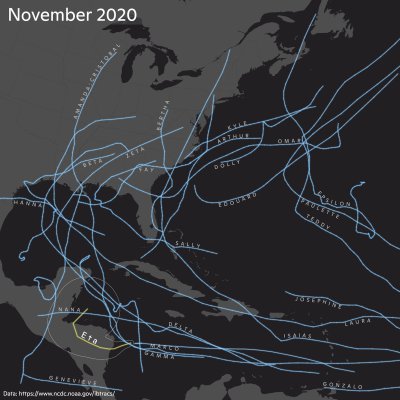 November 2020
AMANDA-CRISTOBAL
BERTHA
KYLE
ARTHUR
OMAR
BETA
ZETA
FAY
DOLLY
EDOUARD
EPSILON
PAULETTE
TEDDY
HANNA
SALLY
JOSEPHINE
NANA
Eta
DELTA
ISAIAS
LAURA
MARCO
GAMMA
GENEVIEVE
GONZALO
Data: https://www.ncdc.noaa.gov/ibtracs/